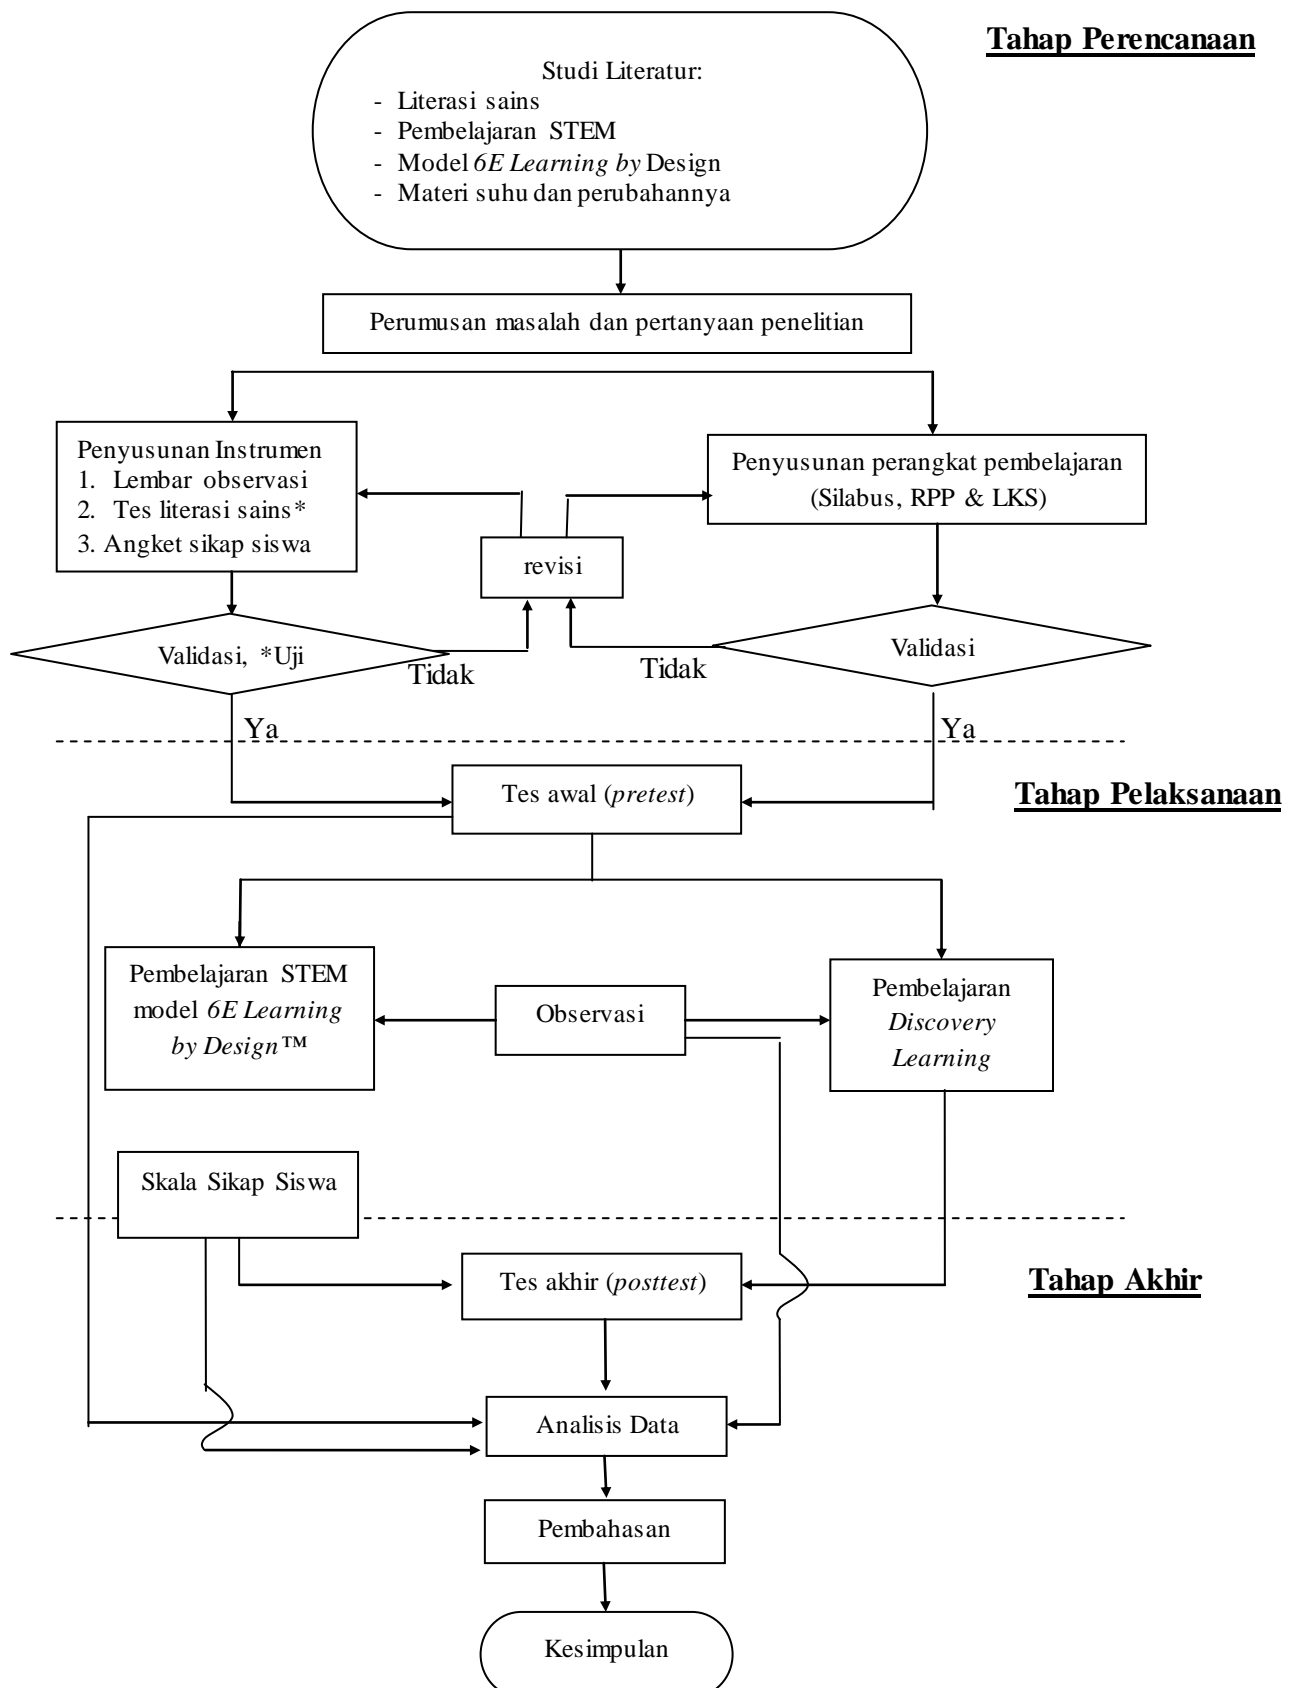 Tahap Perencanaan
Studi Literatur:
- Literasi sains
- Pembelajaran STEM
- Model 6E Learning by Design
- Materi suhu dan perubahannya
Perumusan masalah dan pertanyaan penelitian
Penyusunan Instrumen
1. Lembar observasi
2. Tes literasi sains*
3. Angket sikap siswa
Penyusunan perangkat pembelajaran
(Silabus, RPP & LKS)
revisi
Validasi, *Uji
Tidak
Tidak
Validasi
Ya
Ya
Tes awal (pretest)
Tahap Pelaksanaan
Pembelajaran STEM
model 6E Learning
by Design™
Observasi
Pembelajaran
Discovery
Learning
Skala Sikap Siswa
Tes akhir (posttest)
Tahap Akhir
Analisis Data
Pembahasan
Kesimpulan